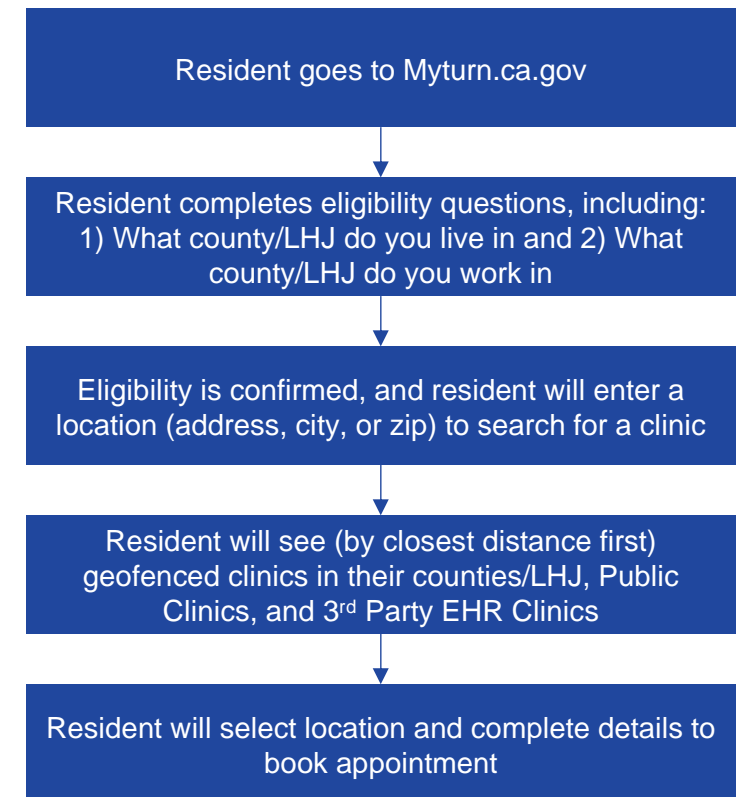 Resident goes to Myturn.ca.gov
Resident completes eligibility questions, including:
1) What county/LHJ do you live in and 2) What
county/LHJ do you work in
Eligibility is confirmed, and resident will enter a
location (address, city, or zip) to search for a clinic
Resident will see (by closest distance first)
geofenced clinics in their counties/LHJ, Public
Clinics, and 3rd Party EHR Clinics
Resident will select location and complete details to
book appointment